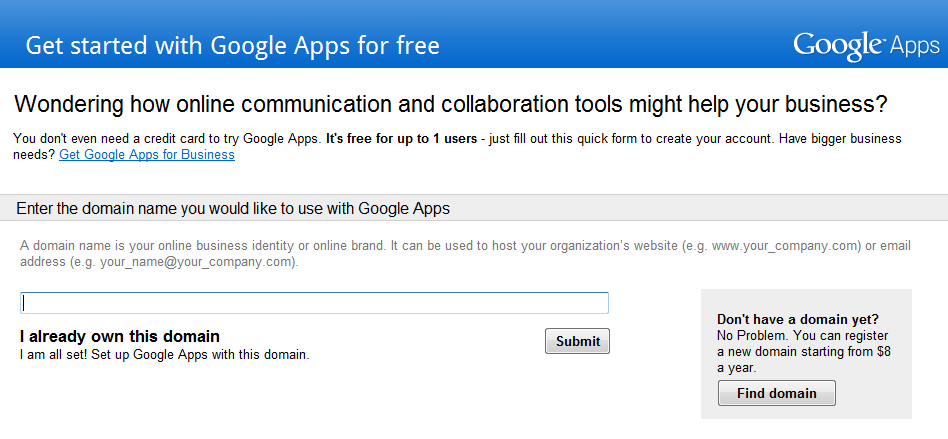 Get started with Google Apps for free
Google Apps
Wondering how online communication and collaboration tools might help your business?
You don't even need a credit card to try Google Apps. It's free for up to 1 users - just fill out this quick form to create your account. Have bigger business
needs? Get Google Apps for Business
Enter the domain name you would like to use with Google Apps
A domain name is your online business identity or online brand. It can be used to host your organization's website (e.g. www.your_company.com) or email
address (e.g. your_name@your_company.com).
I already own this domain
I am all set! Set up Google Apps with this domain.
Submit
Don't have a domain yet?
No Problem. You can register
a new domain starting from $8
a year.
Find domain